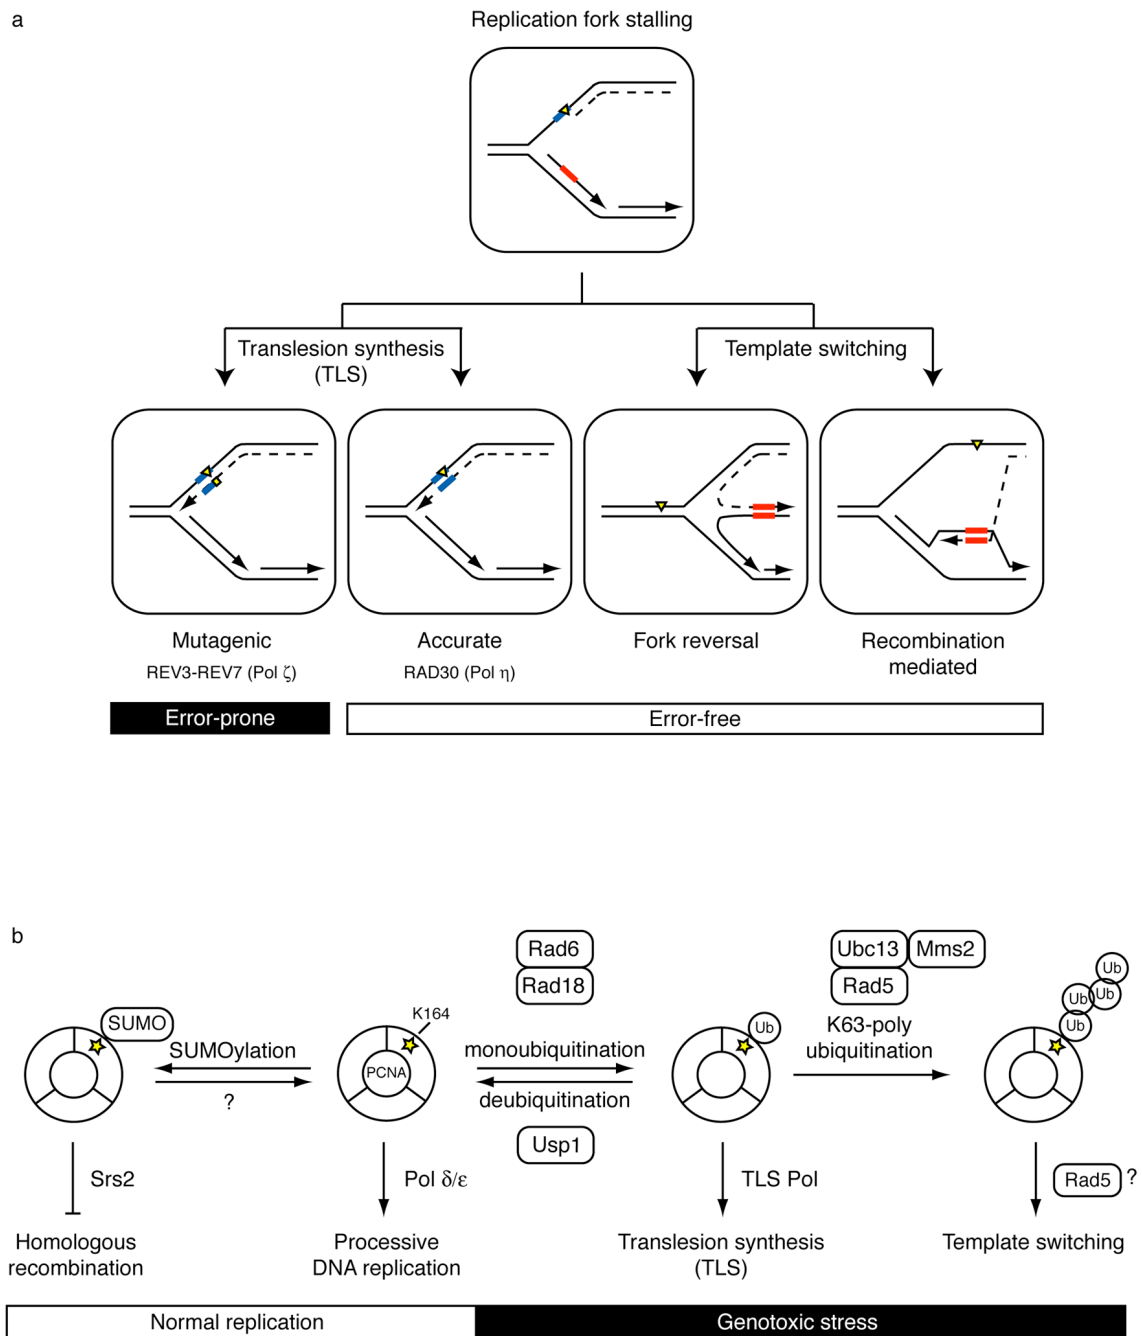 a
Replication fork stalling
Translesion synthesis
(TLS)
Template switching
Mutagenic
REV3-REV7 (Pol ζ)
Accurate
RAD30 (Pol η)
Fork reversal
Recombination
mediated
Error-prone
Error-free
b
Rad6
Rad18
Ubc13
Mms2
Rad5
SUMO
SUMOylation
?
K164
PCNA
monoubiquitination
deubiquitination
Usp1
Ub
K63-poly
ubiquitination
Ub
Ub
Ub
Ub
Srs2
Pol δ/ε
TLS Pol
Rad5
?
Homologous
recombination
Processive
DNA replication
Translesion synthesis
(TLS)
Template switching
Normal replication
Genotoxic stress